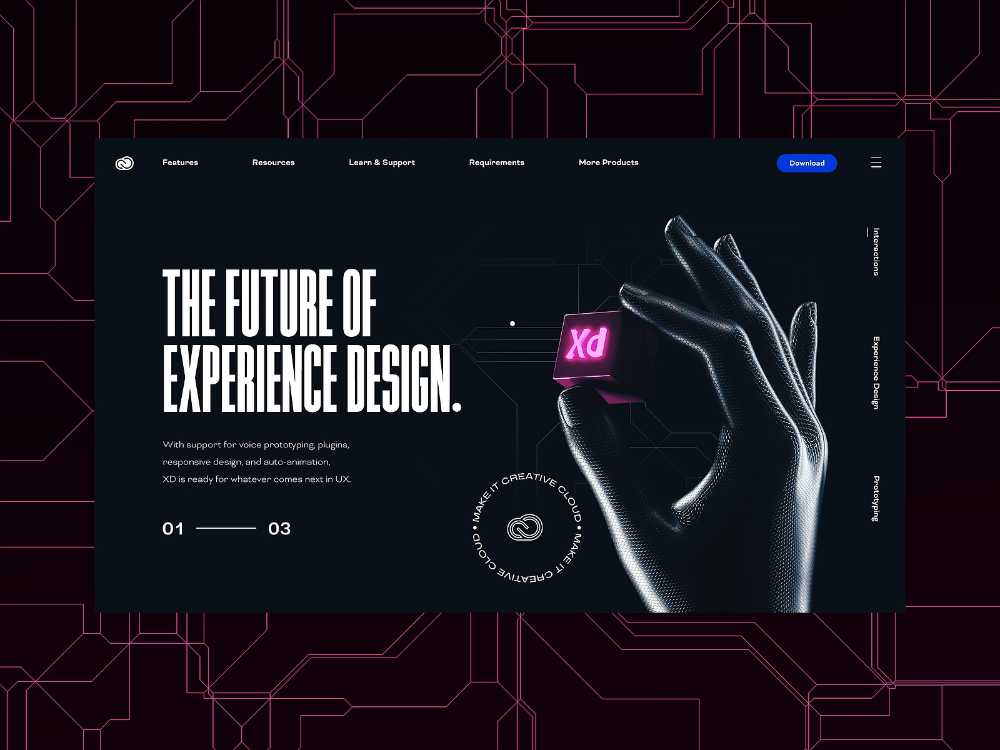 Features
Resources
Learn & Support
Requirements
More Products
Download
THE FUTURE OF
EXPERIENCE DESIGN.
With support for voice prototyping, plugins,
responsive design, and auto-animation,
XD is ready for whatever comes next in UX.
01
03
Xd
MAKE IT CREATIVE CLOUD • MAKE IT CREATIVE CLOUD •
Interactions
Experience Design
Prototyping